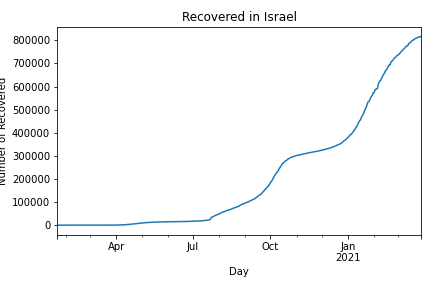 Recovered in Israel
800000
700000
600000
500000
400000
300000
200000
100000
0
Number of Recovered
Apr Jul Oct Jan
2021
Day